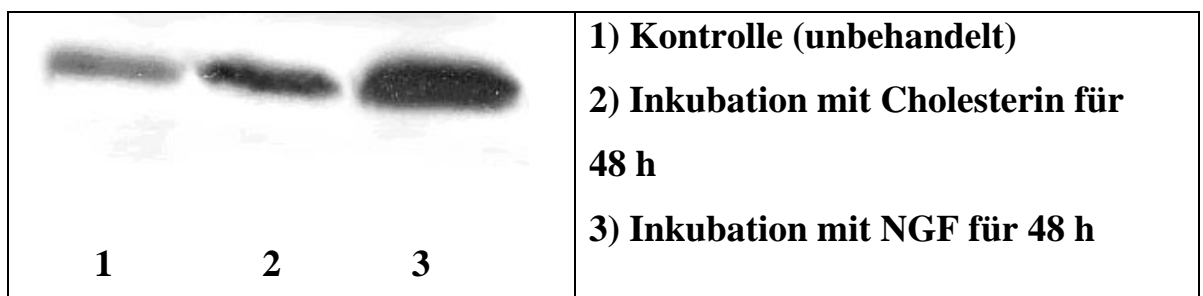 1) Kontrolle (unbehandelt)
2) Inkubation mit Cholesterin für
48 h
3) Inkubation mit NGF für 48 h
1 2 3